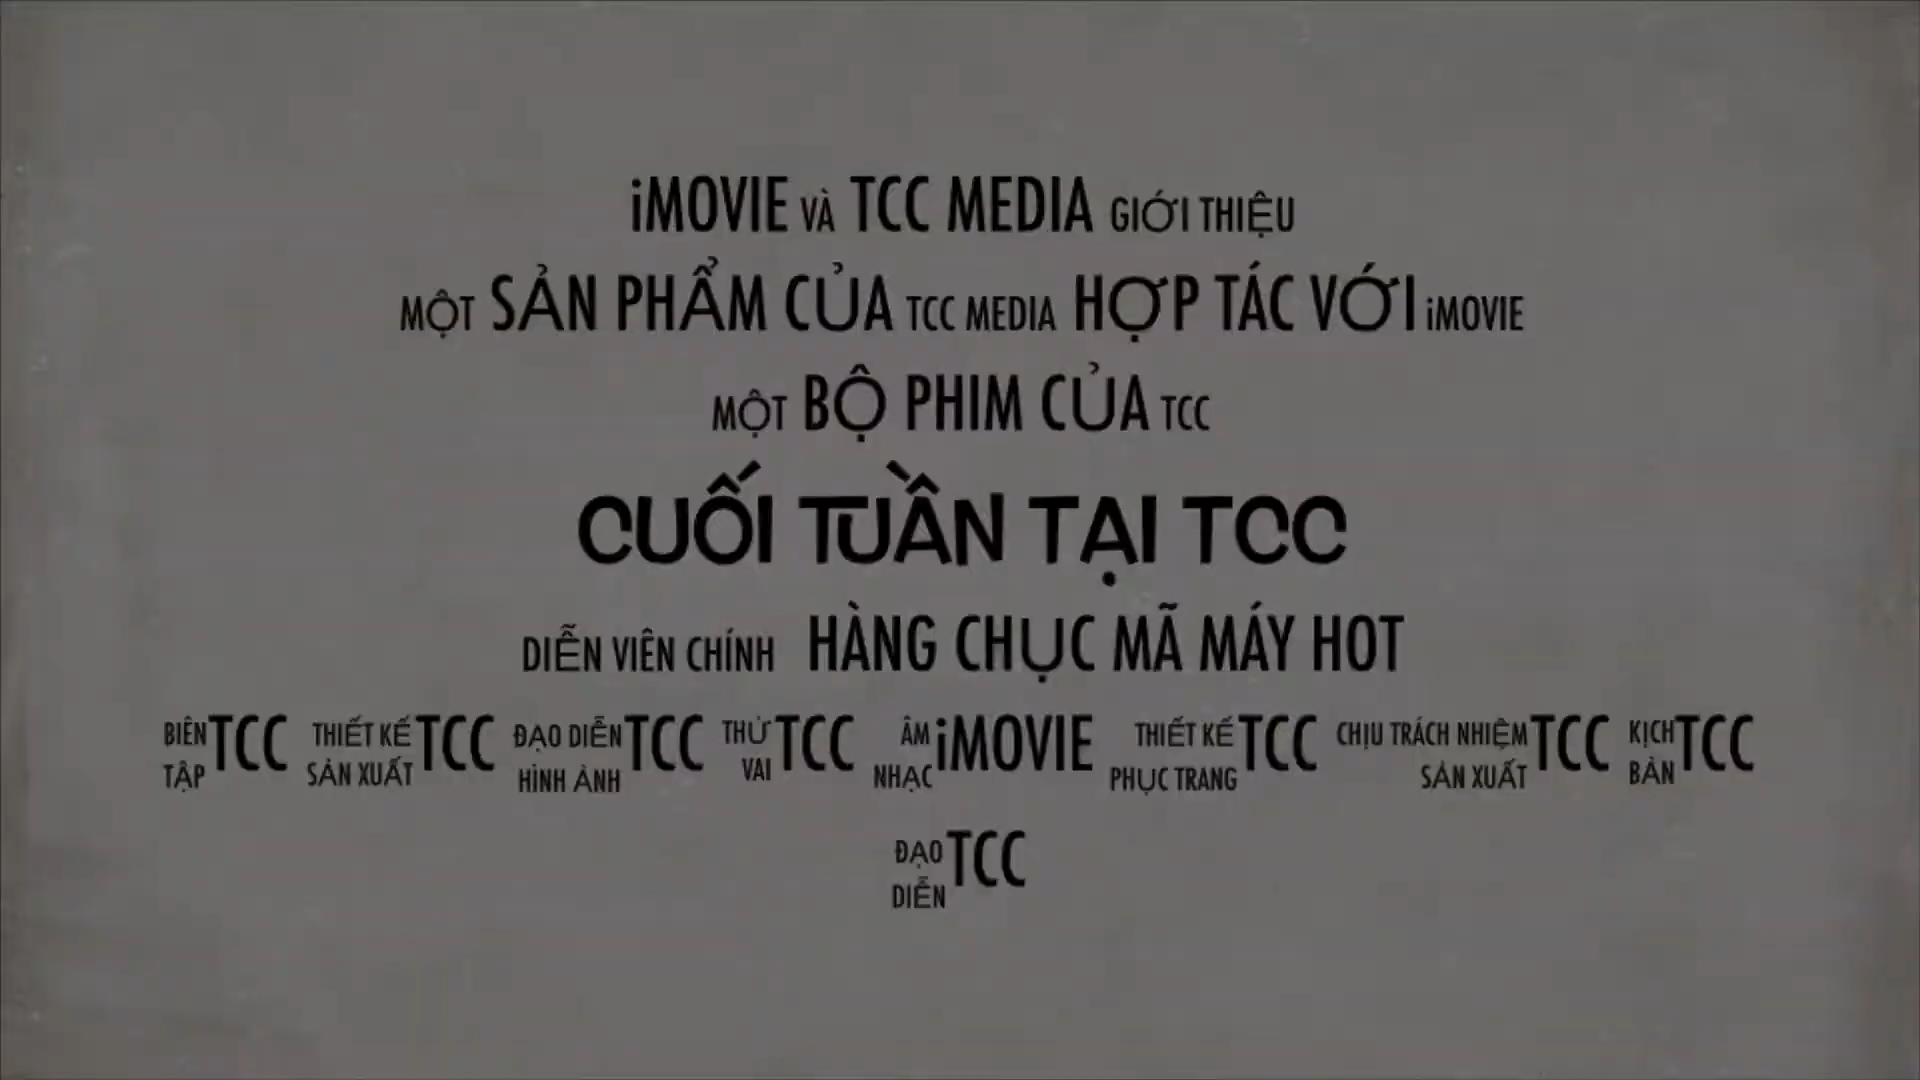 iMOVIE VÀ TCC MEDIA GIỚI THIỆU
MỘT SẢN PHẨM CỦA TCC MEDIA HỢP TÁC VỚI iMOVIE
MỘT BỘ PHIM CỦA TCC
CUỐI TUẦN TẠI TCC
DIỄN VIÊN CHÍNH HÀNG CHỤC MÃ MÁY HOT
BIÊN TẬP TCC THIẾT KẾ SẢN XUẤT TCC ĐẠO DIỄN HÌNH ẢNH TCC THỬ VAI TCC ÂM NHẠC iMOVIE THIẾT KẾ PHỤC TRANG TCC CHỊU TRÁCH NHIỆM SẢN XUẤT TCC KỊCH BẢN TCC
ĐẠO DIỄN TCC